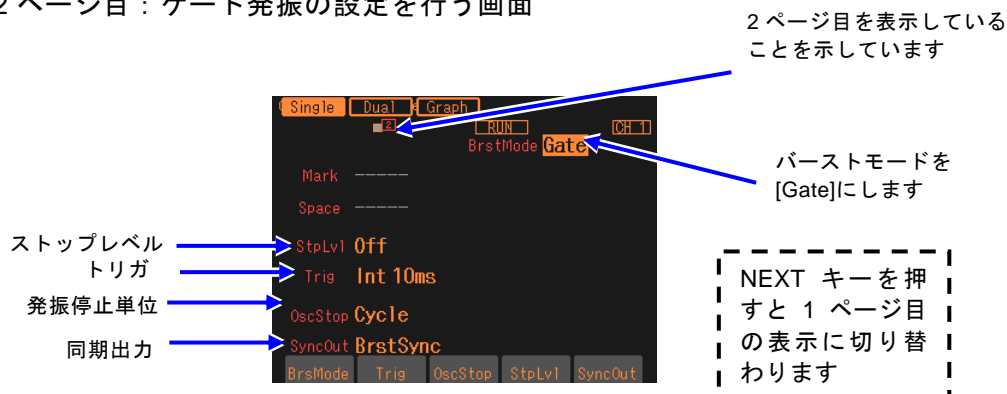 2 ページ目：ゲート発振の設定を行う画面
2 ページ目を表示している
ことを示しています
Single Dual Graph
2 RUN CH 1
BrstMode Gate
バーストモードを
[Gate]にします
Mark -----
Space -----
ストップレベル
StpLvl Off
トリガ
Trig Int 10ms
発振停止単位
OscStop Cycle
同期出力
SyncOut BrstSync
BrsMode Trig OscStop StpLvl SyncOut
NEXT キーを押
すと 1 ページ目
の表示に切り替
わります